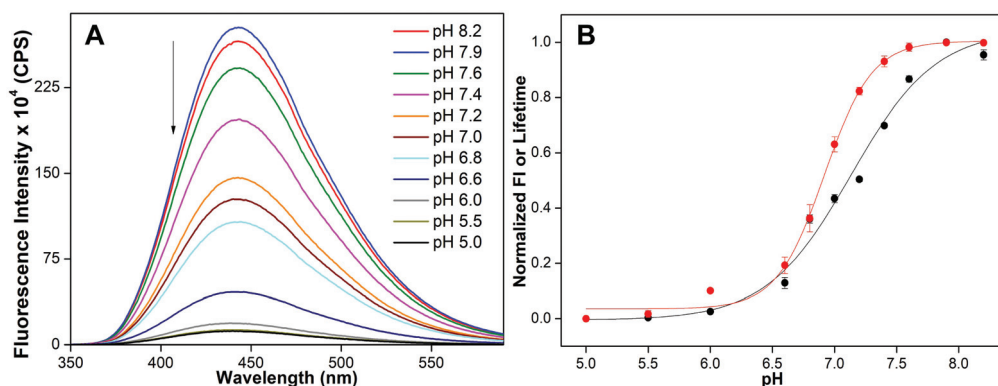 A
Fluorescence Intensity x 10⁴ (CPS)
225
150
75
0
350
400
450
500
550
Wavelength (nm)
pH 8.2
pH 7.9
pH 7.6
pH 7.4
pH 7.2
pH 7.0
pH 6.8
pH 6.6
pH 6.0
pH 5.5
pH 5.0
B
Normalized FI or Lifetime
1.0
0.8
0.6
0.4
0.2
0.0
5.0
5.5
6.0
6.5
7.0
7.5
8.0
pH